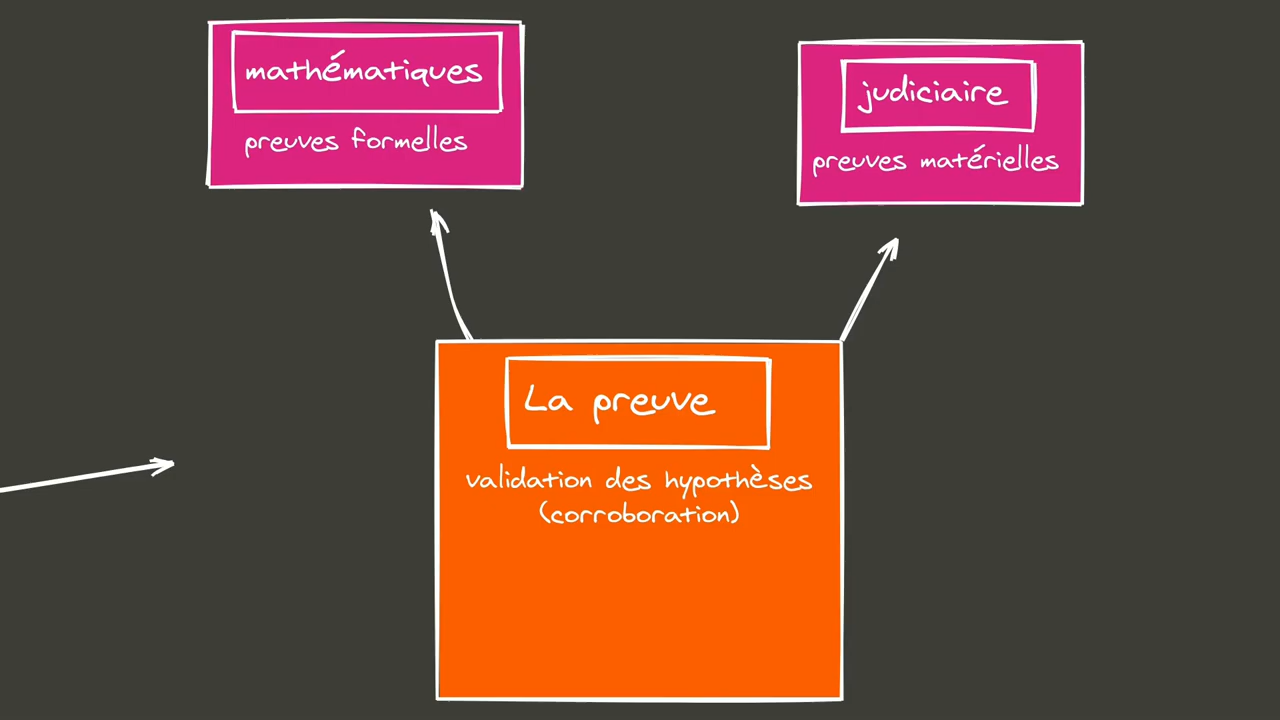 mathématiques
preuves formelles
judiciaire
preuves matérielles
La preuve
validation des hypothèses
(corroboration)